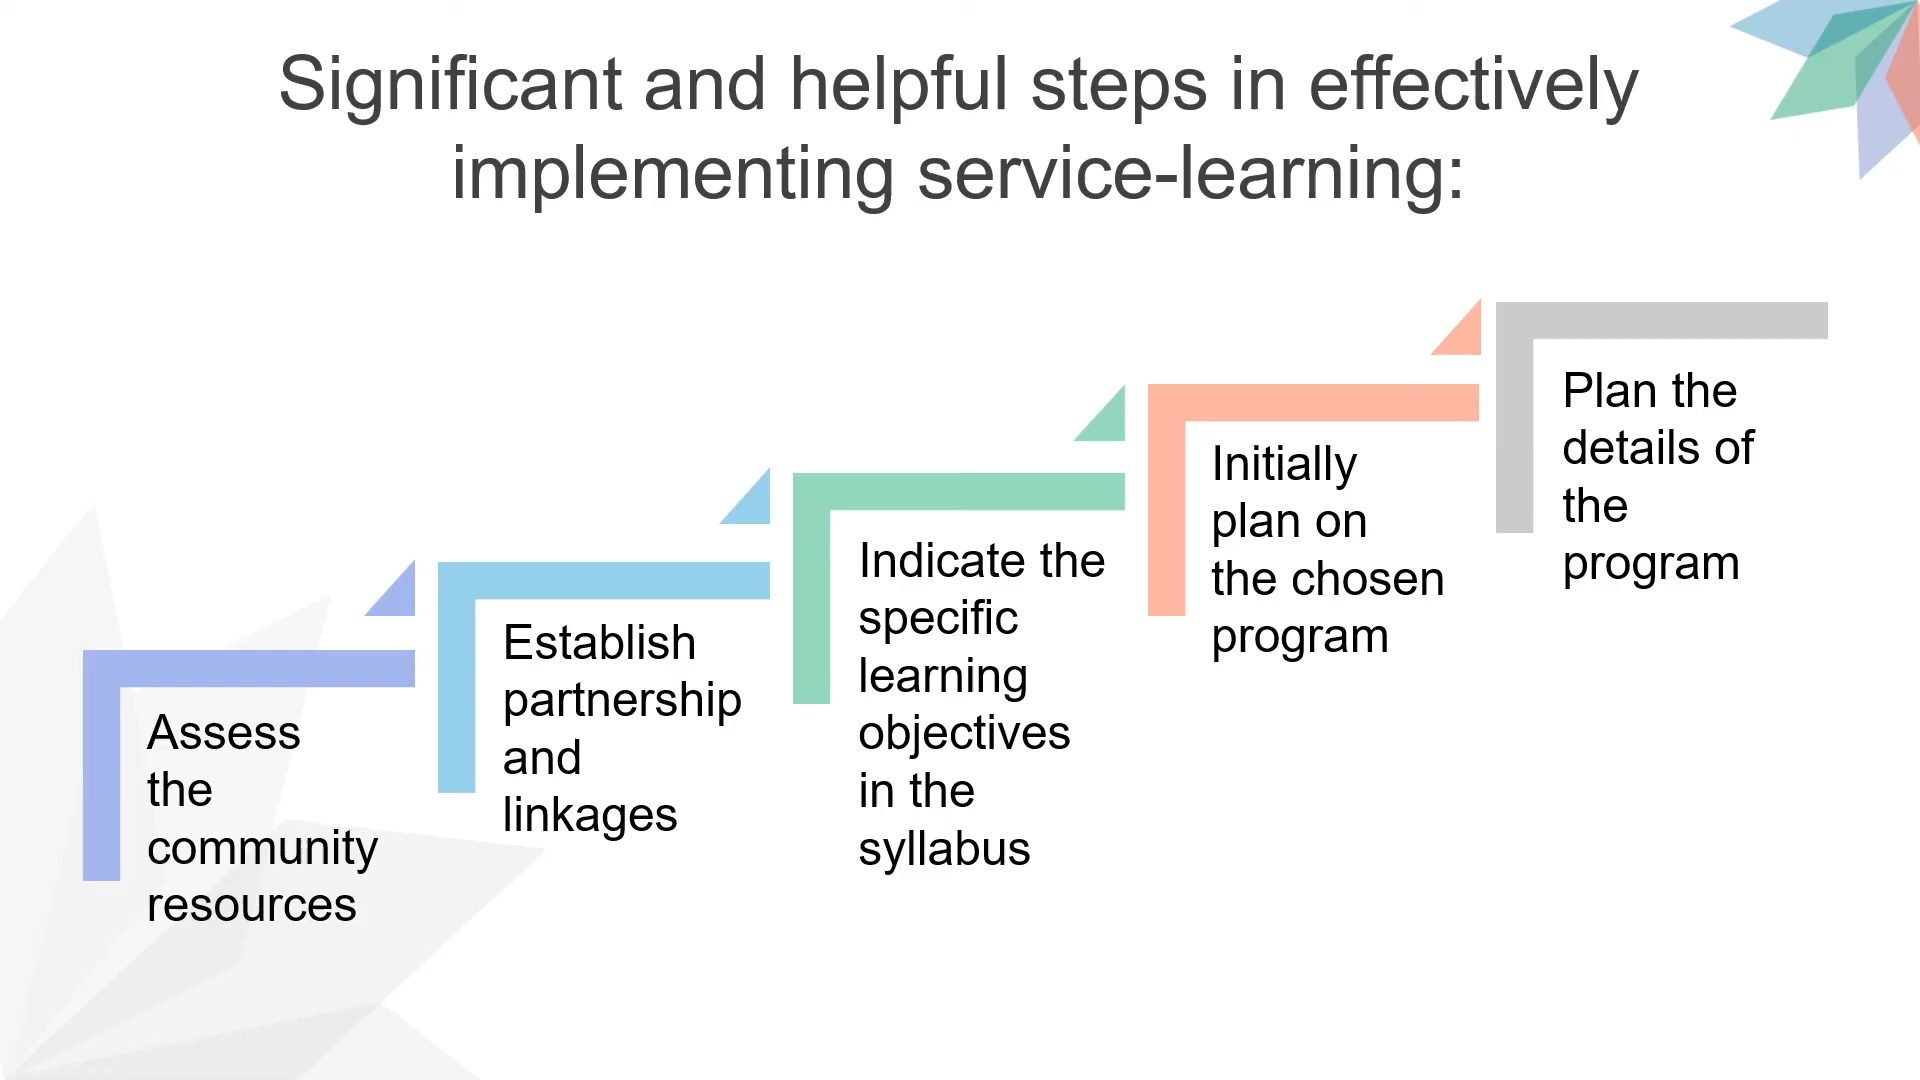 Significant and helpful steps in effectively
implementing service-learning:
Assess
the
community
resources
Establish
partnership
and
linkages
Indicate the
specific
learning
objectives
in the
syllabus
Initially
plan on
the chosen
program
Plan the
details of
the
program